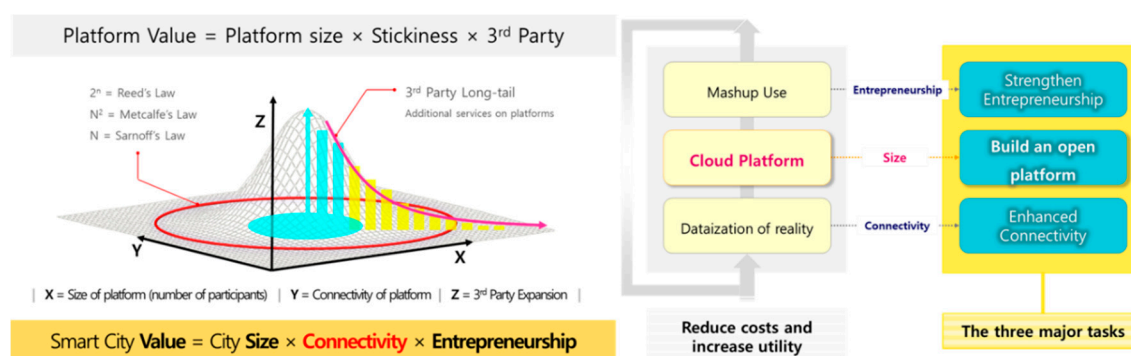 Platform Value = Platform size × Stickiness × 3rd Party
2ⁿ = Reed's Law
N² = Metcalfe's Law
N = Sarnoff's Law
Z
3rd Party Long-tail
Additional services on platforms
Y
X
| X = Size of platform (number of participants) | Y = Connectivity of platform | Z = 3rd Party Expansion |
Smart City Value = City Size × Connectivity × Entrepreneurship
Mashup Use
Entrepreneurship
Strengthen
Entrepreneurship
Cloud Platform
Size
Build an open
platform
Dataization of reality
Connectivity
Enhanced
Connectivity
Reduce costs and
increase utility
The three major tasks